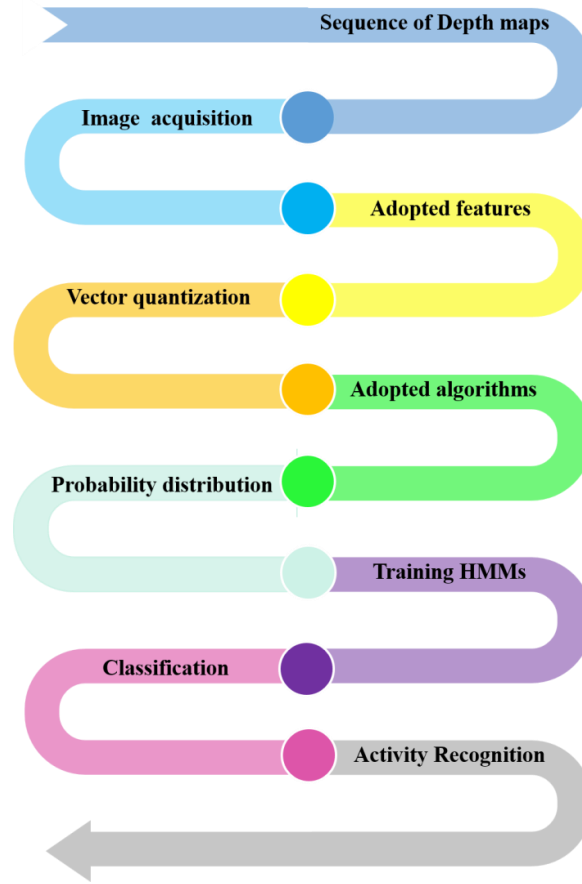 Sequence of Depth maps
Image acquisition
Adopted features
Vector quantization
Adopted algorithms
Probability distribution
Training HMMs
Classification
Activity Recognition